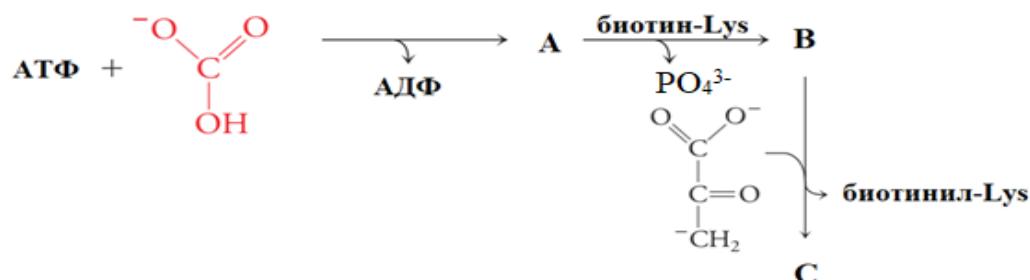 АТФ + ⁻O O C OH
АДФ
A
биотин-Lys
PO₄³⁻
B
O O⁻ C C=O ⁻CH₂
биотинил-Lys
C